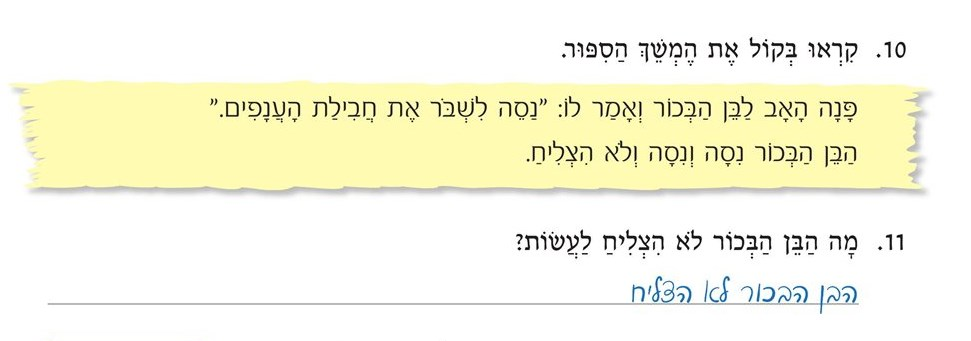 10. קִרְאוּ בְּקוֹל אֶת הֶמְשֵׁךְ הַסִּפּוּר.
פָּנָה הָאָב לַבֵּן הַבְּכוֹר וְאָמַר לוֹ: "נַסֵּה לִשְׁבֹּר אֶת חֲבִילַת הָעֲנָפִים."
הַבֵּן הַבְּכוֹר נִסָּה וְנִסָּה וְלֹא הִצְלִיחַ.
11. מָה הַבֵּן הַבְּכוֹר לֹא הִצְלִיחַ לַעֲשׂוֹת?
הבן הבכור לא הצליח